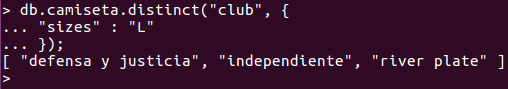 > db.camiseta.distinct("club", {
... "sizes" : "L"
... });
[ "defensa y justicia", "independiente", "river plate" ]
>